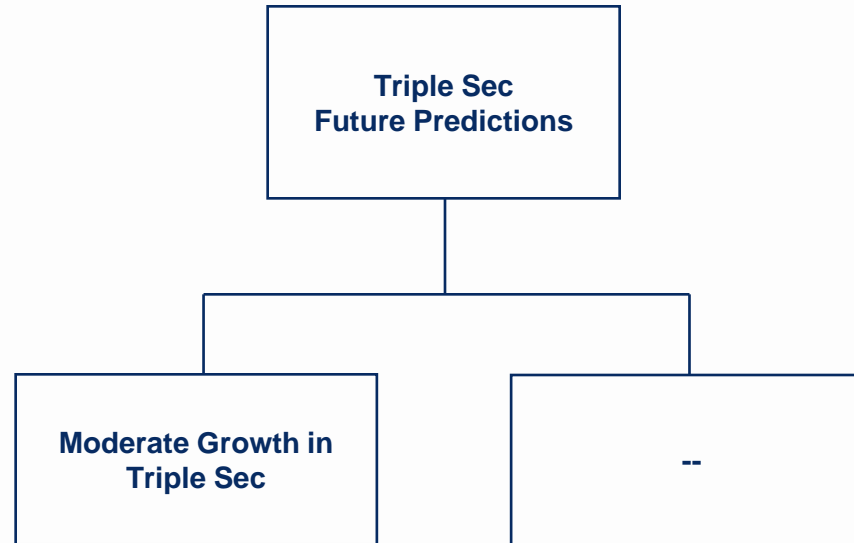 Triple Sec
Future Predictions
Moderate Growth in
Triple Sec
--